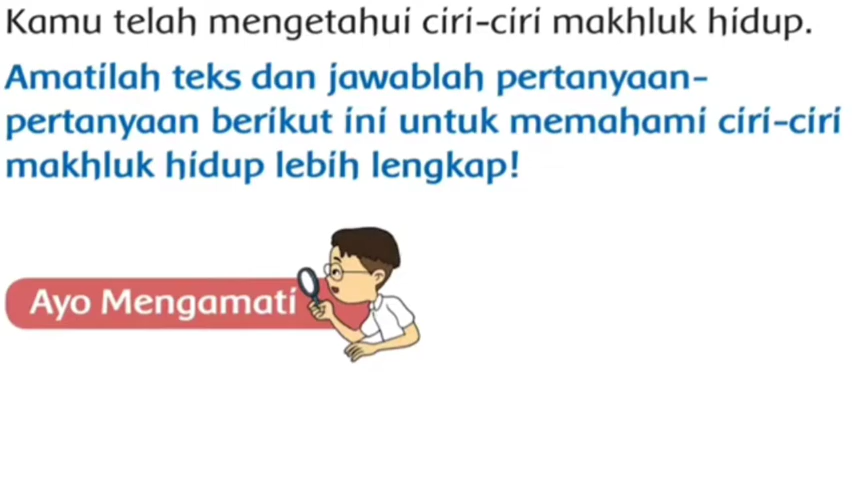 Kamu telah mengetahui ciri-ciri makhluk hidup.
Amatilah teks dan jawablah pertanyaan-
pertanyaan berikut ini untuk memahami ciri-ciri
makhluk hidup lebih lengkap!
Ayo Mengamati